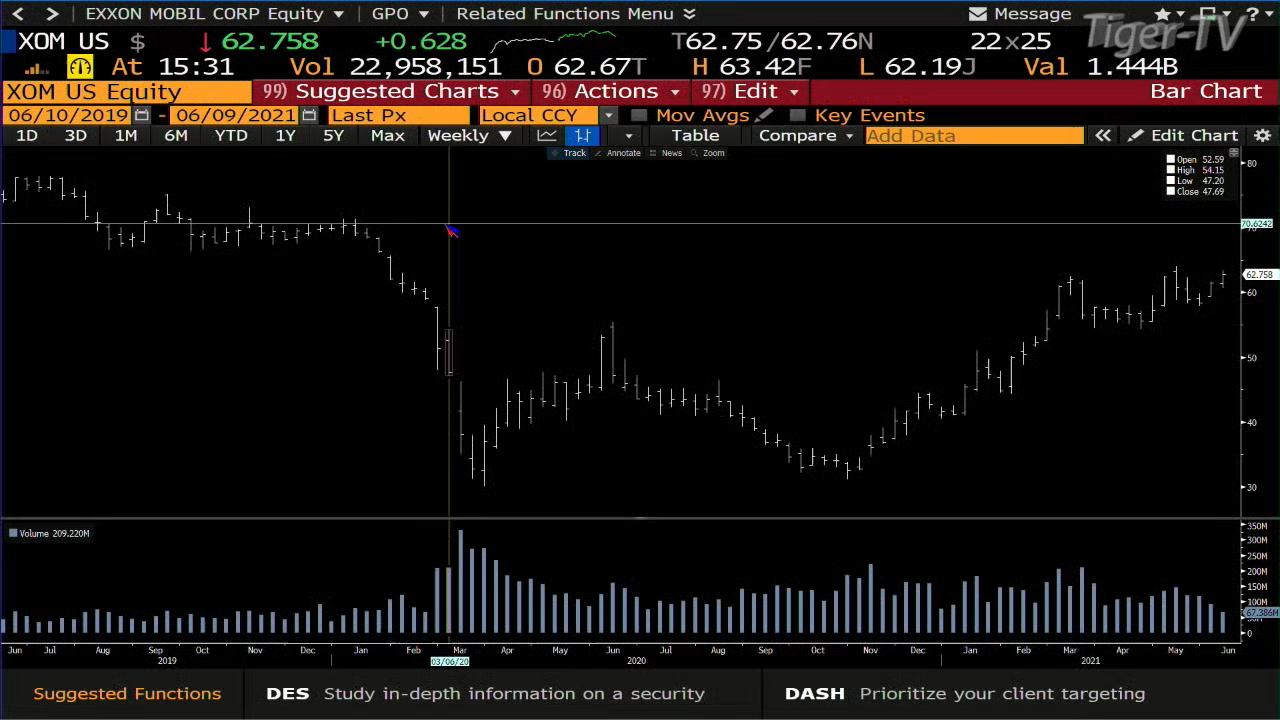 < > EXXON MOBIL CORP Equity GPO Related Functions Menu Message ?
XOM US $ 62.758 +0.628 T62.75/62.76N 22x25 Tiger-TV
At 15:31 Vol 22,958,151 O 62.67T H 63.42F L 62.19J Val 1.444B
XOM US Equity 99) Suggested Charts 96) Actions 97) Edit Bar Chart
06/10/2019 - 06/09/2021 Last Px Local CCY Mov Avgs Key Events
1D 3D 1M 6M YTD 1Y 5Y Max Weekly Table Compare Add Data Edit Chart
Track Annotate News Zoom
Open 52.59
High 54.15
Low 47.20
Close 47.69
80
70.6242
62.758
60
50
40
30
Volume 209.220M
350M
300M
250M
200M
150M
100M
67.386M
0
Jun Jul Aug Sep Oct Nov Dec Jan 03/06/20 Mar Apr May Jun Jul Aug Sep Oct Nov Dec Jan Feb Mar Apr May Jun
2019 2020 2021
Suggested Functions DES Study in-depth information on a security DASH Prioritize your client targeting